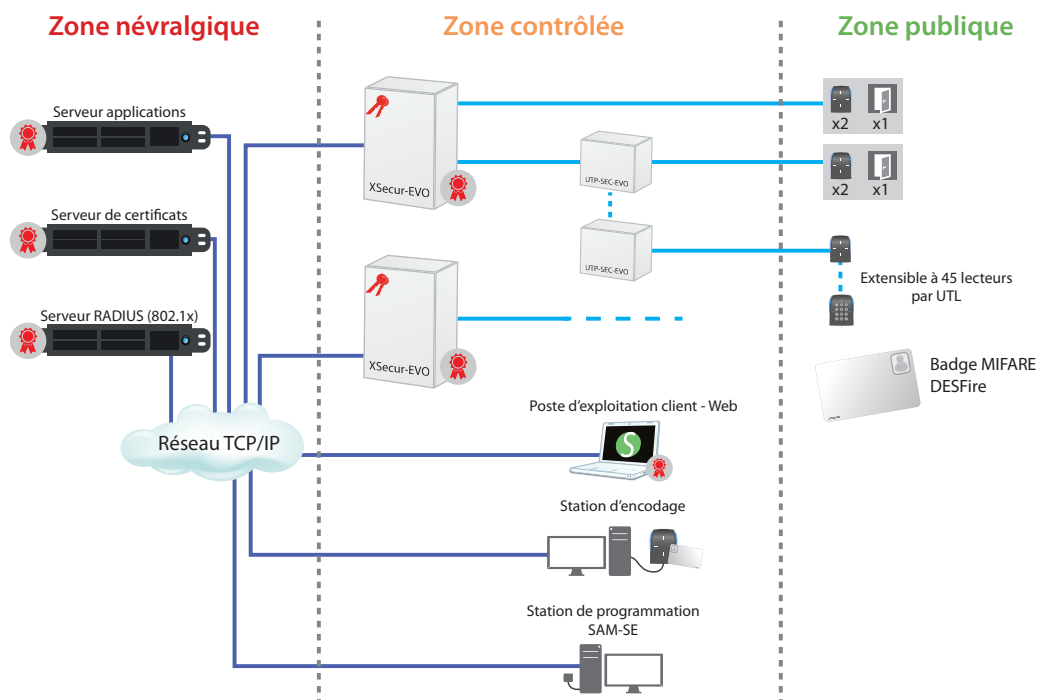 Zone névralgique
Zone contrôlée
Zone publique
Serveur applications
Serveur de certificats
Serveur RADIUS (802.1x)
Réseau TCP/IP
XSecur-EVO
XSecur-EVO
UTP-SEC-EVO
UTP-SEC-EVO
Poste d'exploitation client - Web
S
Station d'encodage
Station de programmation
SAM-SE
x2
x1
x2
x1
Extensible à 45 lecteurs
par UTL
Badge MIFARE
DESFire